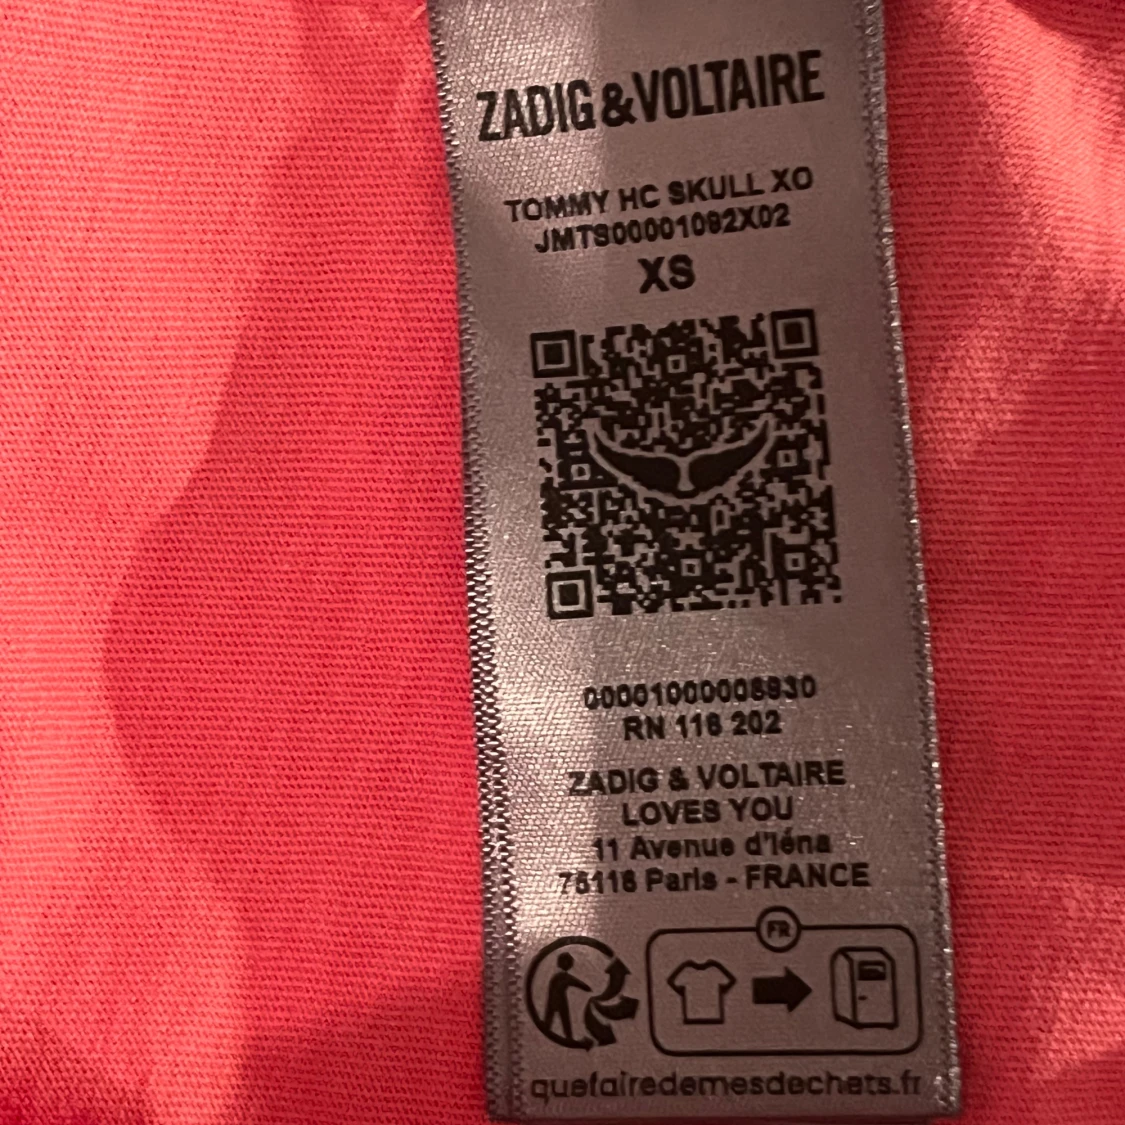 ZADIG & VOLTAIRE
TOMMY HC SKULL XO
JMTS00001092X02
XS
00001000008930
RN 116 202
ZADIG & VOLTAIRE
LOVES YOU
11 Avenue d'Iéna
75116 Paris - FRANCE
FR
quefairedemesdechets.fr